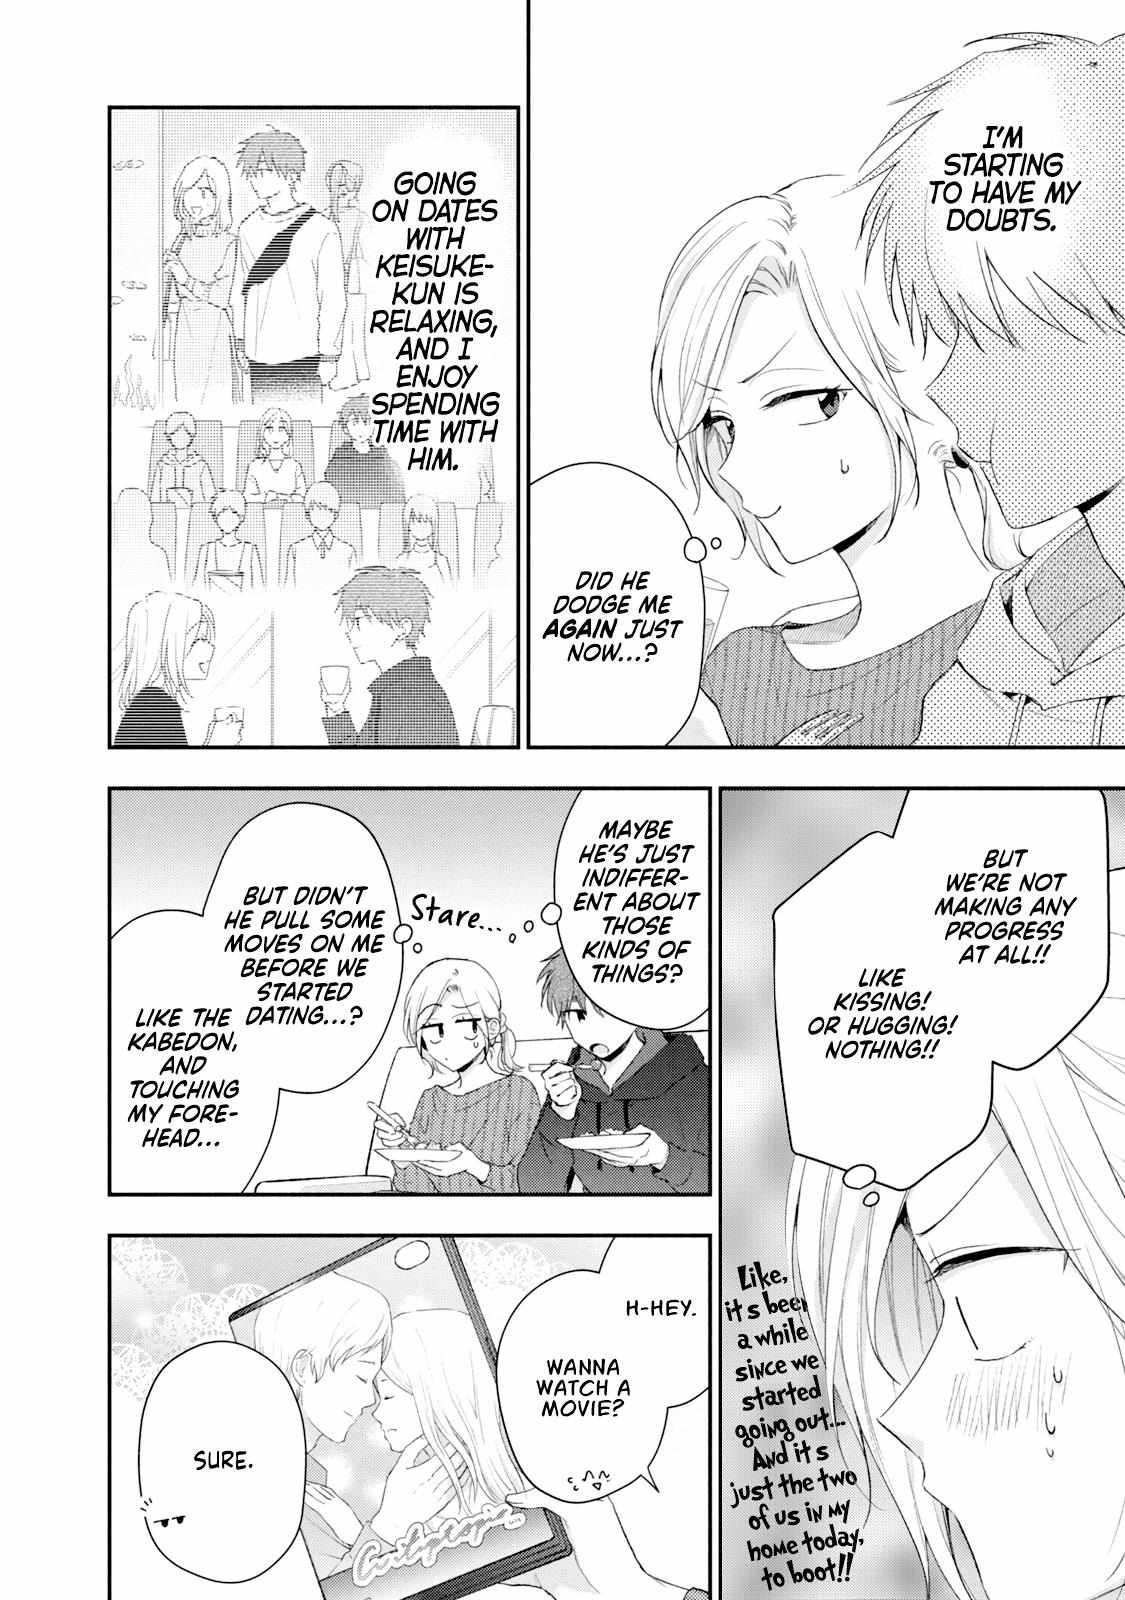 I'M
STARTING
TO HAVE MY
DOUBTS.
DID HE
DODGE ME
AGAIN JUST
NOW...?
GOING
ON DATES
WITH
KEISUKE-
KUN IS
RELAXING,
AND I
ENJOY
SPENDING
TIME WITH
HIM.
BUT
WE'RE NOT
MAKING ANY
PROGRESS
AT ALL!!
LIKE
KISSING!
OR HUGGING!
NOTHING!!
Like,
it's been
a while
since we
started
going out...
And it's
just the two
of us in my
home today,
to boot!!
MAYBE
HE'S JUST
INDIFFER-
ENT ABOUT
THOSE
KINDS OF
THINGS?
Stare...
BUT DIDN'T
HE PULL SOME
MOVES ON ME
BEFORE WE
STARTED
DATING...?
LIKE THE
KABEDON,
AND
TOUCHING
MY FORE-
HEAD...
H-HEY.
WANNA
WATCH A
MOVIE?
SURE.